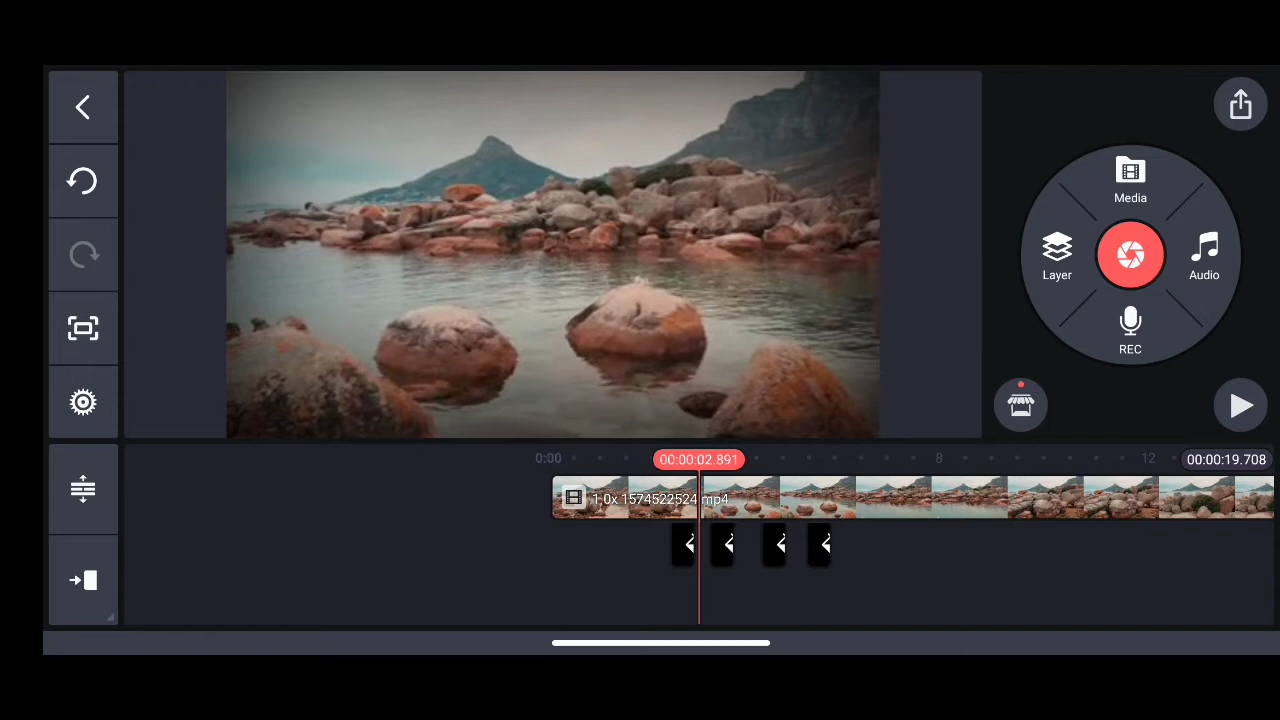 Media
Layer
Audio
REC
0:00
00:00:02.891
8
12
00:00:19.708
1.0x 1574522524.mp4